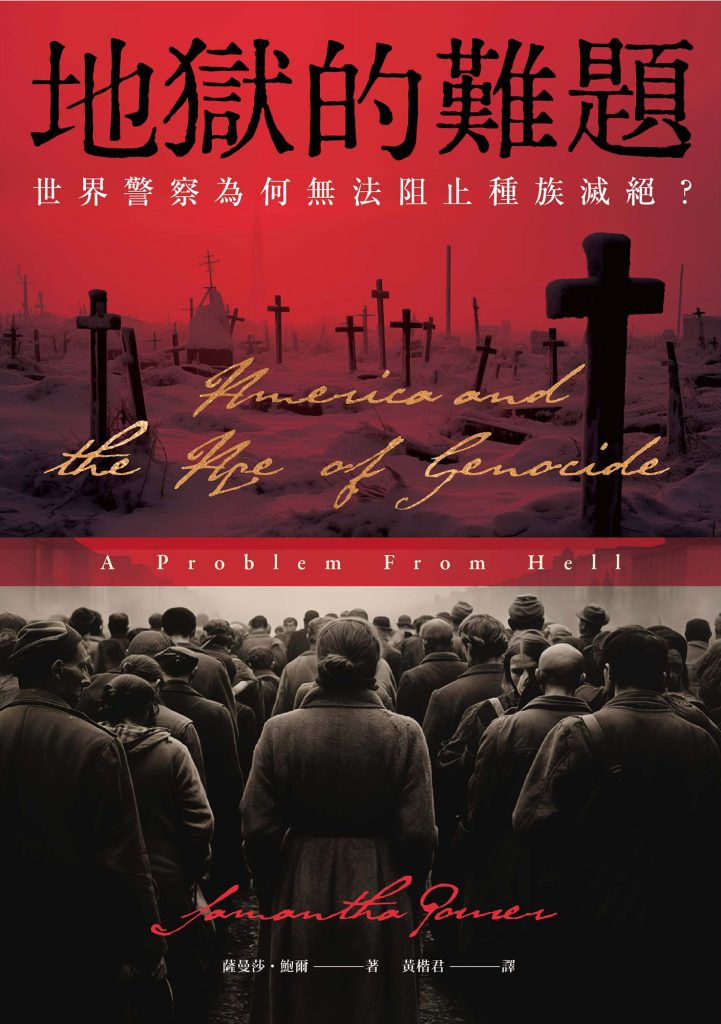 地獄的難題
世界警察為何無法阻止種族滅絕？
America and
the Age of Genocide
A Problem From Hell
Samantha Power
薩曼莎・鮑爾——著 黃楷君——譯